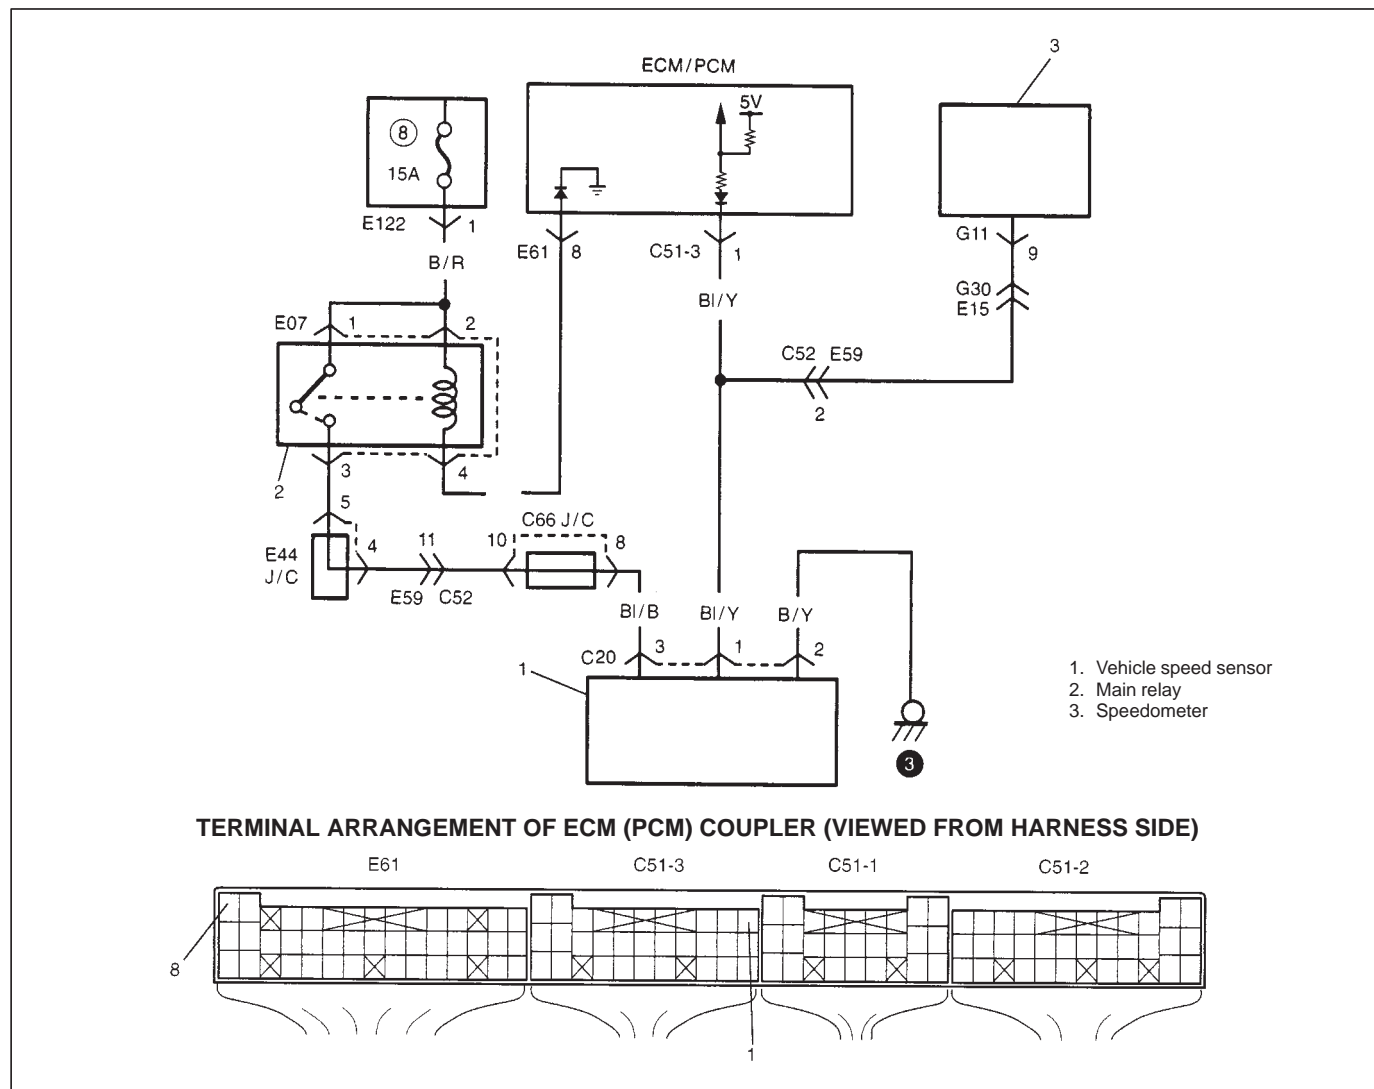 3
ECM/PCM
5V
8
15A
E122 1
E61 8
C51-3 1
G11 9
B/R
Bl/Y
G30
E15
E07 1 2
C52 E59
2
3 4
2
5
C66 J/C
E44
J/C
4 11 10 8
E59 C52
Bl/B Bl/Y B/Y
C20 3 1 2
1
1. Vehicle speed sensor
2. Main relay
3. Speedometer
3
TERMINAL ARRANGEMENT OF ECM (PCM) COUPLER (VIEWED FROM HARNESS SIDE)
E61 C51-3 C51-1 C51-2
8
1